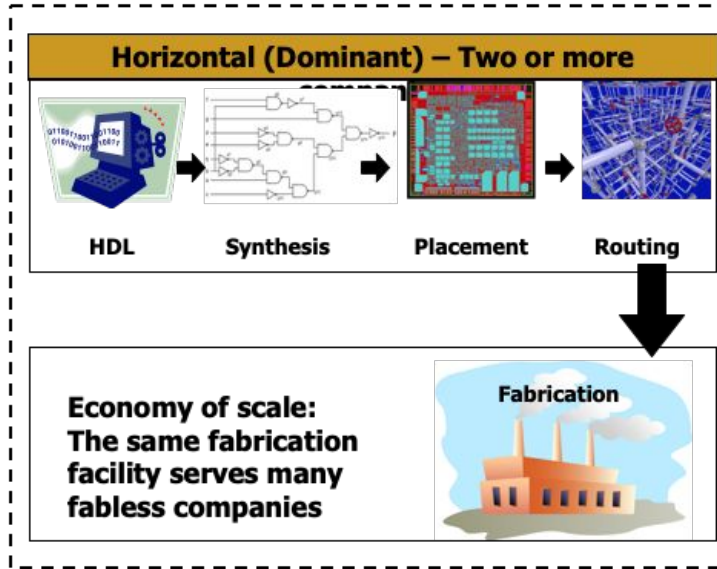 Horizontal (Dominant) – Two or more
HDL
Synthesis
Placement
Routing
Economy of scale:
The same fabrication
facility serves many
fabless companies
Fabrication